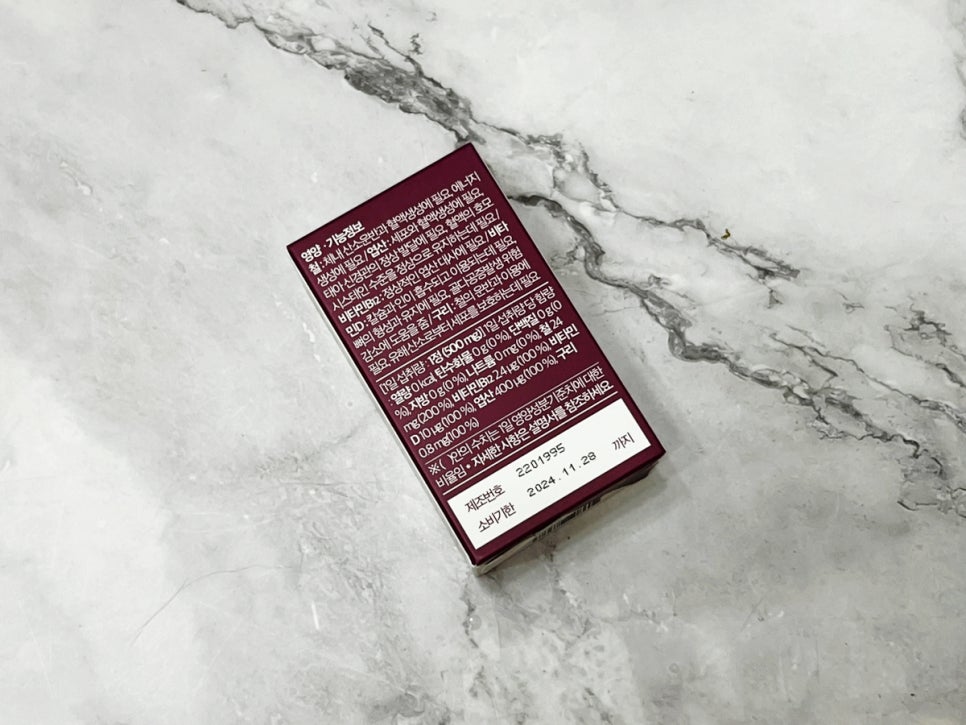 영양·기능정보
철 : 체내 산소운반과 혈액생성에 필요, 에너지
생성에 필요 / 엽산 : 세포와 혈액생성에 필요,
태아 신경관의 정상 발달에 필요, 혈액의 호모
시스테인 수준을 정상으로 유지하는데 필요 /
비타민B12 : 정상적인 엽산 대사에 필요 / 비타
민D : 칼슘과 인이 흡수되고 이용되는데 필요,
뼈의 형성과 유지에 필요, 골다공증발생 위험
감소에 도움을 줌 / 구리 : 철의 운반과 이용에
필요, 유해산소로부터 세포를 보호하는데 필요
[1일 섭취량 : 1정 (600 mg)] 1일 섭취량 당 함량
: 열량 0 kcal, 탄수화물 0 g (0 %), 단백질 0 g (0
%), 지방 0 g (0 %), 나트륨 0 mg (0 %), 철 24
mg (200 %), 비타민B12 2.4 µg (100 %), 비타민
D 10 µg (100 %), 엽산 400 µg (100 %), 구리
0.8 mg (100 %)
※ ( )안의 수치는 1일 영양성분기준치에 대한
비율임 • 자세한 사항은 설명서를 참조하세요
제조번호 2201995
소비기한 2024.11.28 까지